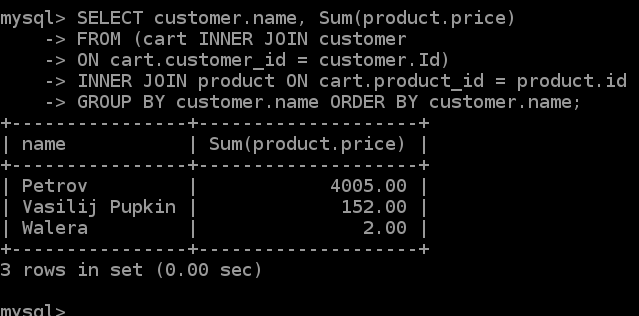 mysql> SELECT customer.name, Sum(product.price)
    -> FROM (cart INNER JOIN customer
    -> ON cart.customer_id = customer.Id)
    -> INNER JOIN product ON cart.product_id = product.id
    -> GROUP BY customer.name ORDER BY customer.name;
+----------------+--------------------+
| name           | Sum(product.price) |
+----------------+--------------------+
| Petrov         |            4005.00 |
| Vasilij Pupkin |             152.00 |
| Walera         |               2.00 |
+----------------+--------------------+
3 rows in set (0.00 sec)

mysql>